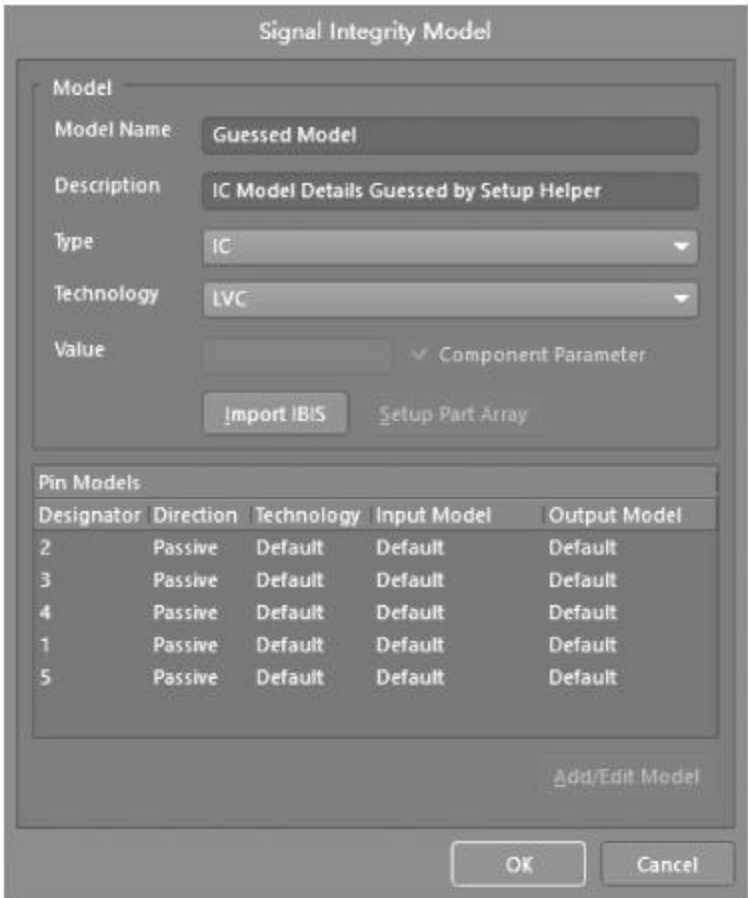 Signal Integrity Model
Model
Model Name Guessed Model
Description IC Model Details Guessed by Setup Helper
Type IC
Technology LVC
Value Component Parameter
Import IBIS Setup Part Array
Pin Models
Designator Direction Technology Input Model Output Model
2 Passive Default Default Default
3 Passive Default Default Default
4 Passive Default Default Default
1 Passive Default Default Default
5 Passive Default Default Default
Add/Edit Model
OK Cancel